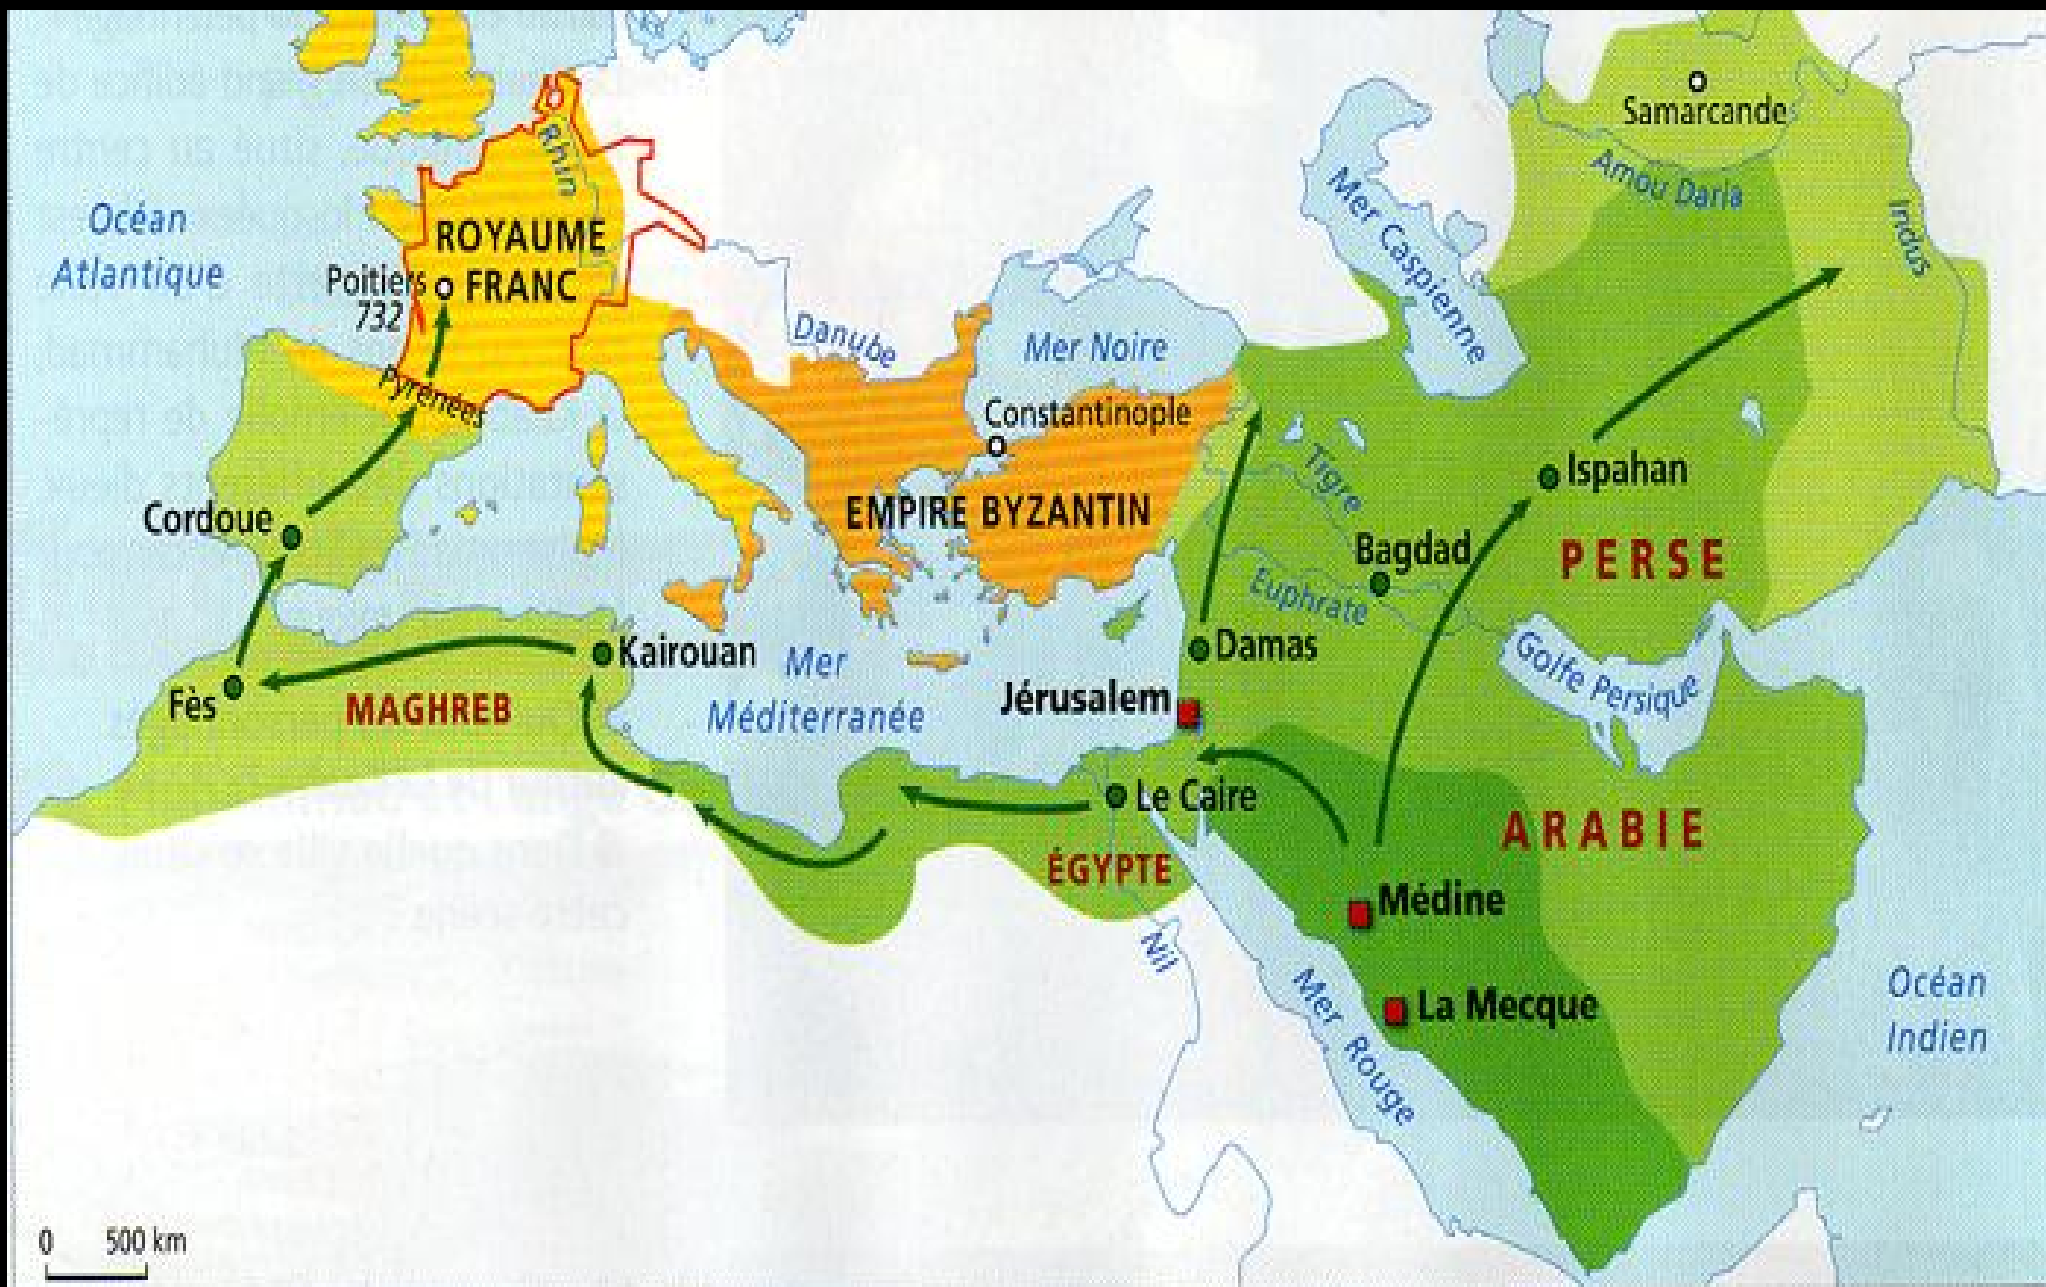 Samarcande
Rhin
Amou Daria
Mer Caspienne
Indus
Océan
Atlantique
ROYAUME
FRANC
Poitiers
732
Danube
Mer Noire
Pyrénées
Constantinople
Tigre
Ispahan
Cordoue
EMPIRE BYZANTIN
Bagdad
PERSE
Euphrate
Kairouan
Mer
Méditerranée
Damas
Golfe Persique
Jérusalem
Fès
MAGHREB
Le Caire
ARABIE
ÉGYPTE
Médine
Nil
La Mecque
Mer Rouge
Océan
Indien
0 500 km